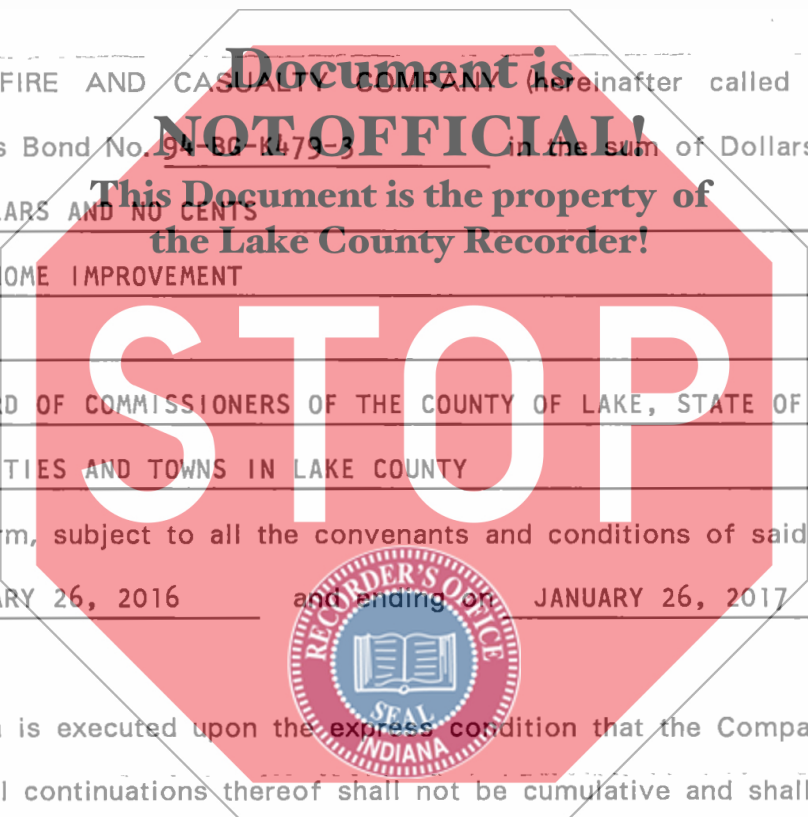 Document is
FIRE AND CASUALTY COMPANY (hereinafter called
NOT OFFICIAL!
s Bond No. 94-BG-K479-3 in the sum of Dollars
This Document is the property of
ARS AND NO CENTS
the Lake County Recorder!
OME IMPROVEMENT
STOP
RD OF COMMISSIONERS OF THE COUNTY OF LAKE, STATE OF
TIES AND TOWNS IN LAKE COUNTY
rm, subject to all the convenants and conditions of said
ARY 26, 2016 and ending on JANUARY 26, 2017
RECORDER'S OFFICE
SEAL
INDIANA
is executed upon the express condition that the Compa
l continuations thereof shall not be cumulative and shall